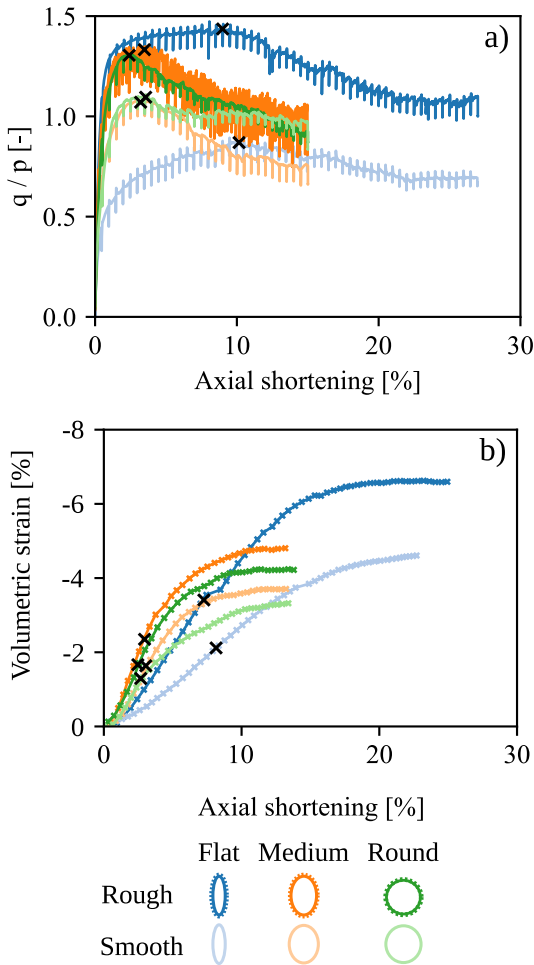 1.5
a)
1.0
q / p [-]
0.5
0.0
0 10 20 30
Axial shortening [%]
-8
b)
-6
Volumetric strain [%]
-4
-2
0
0 10 20 30
Axial shortening [%]
Flat Medium Round
Rough
Smooth